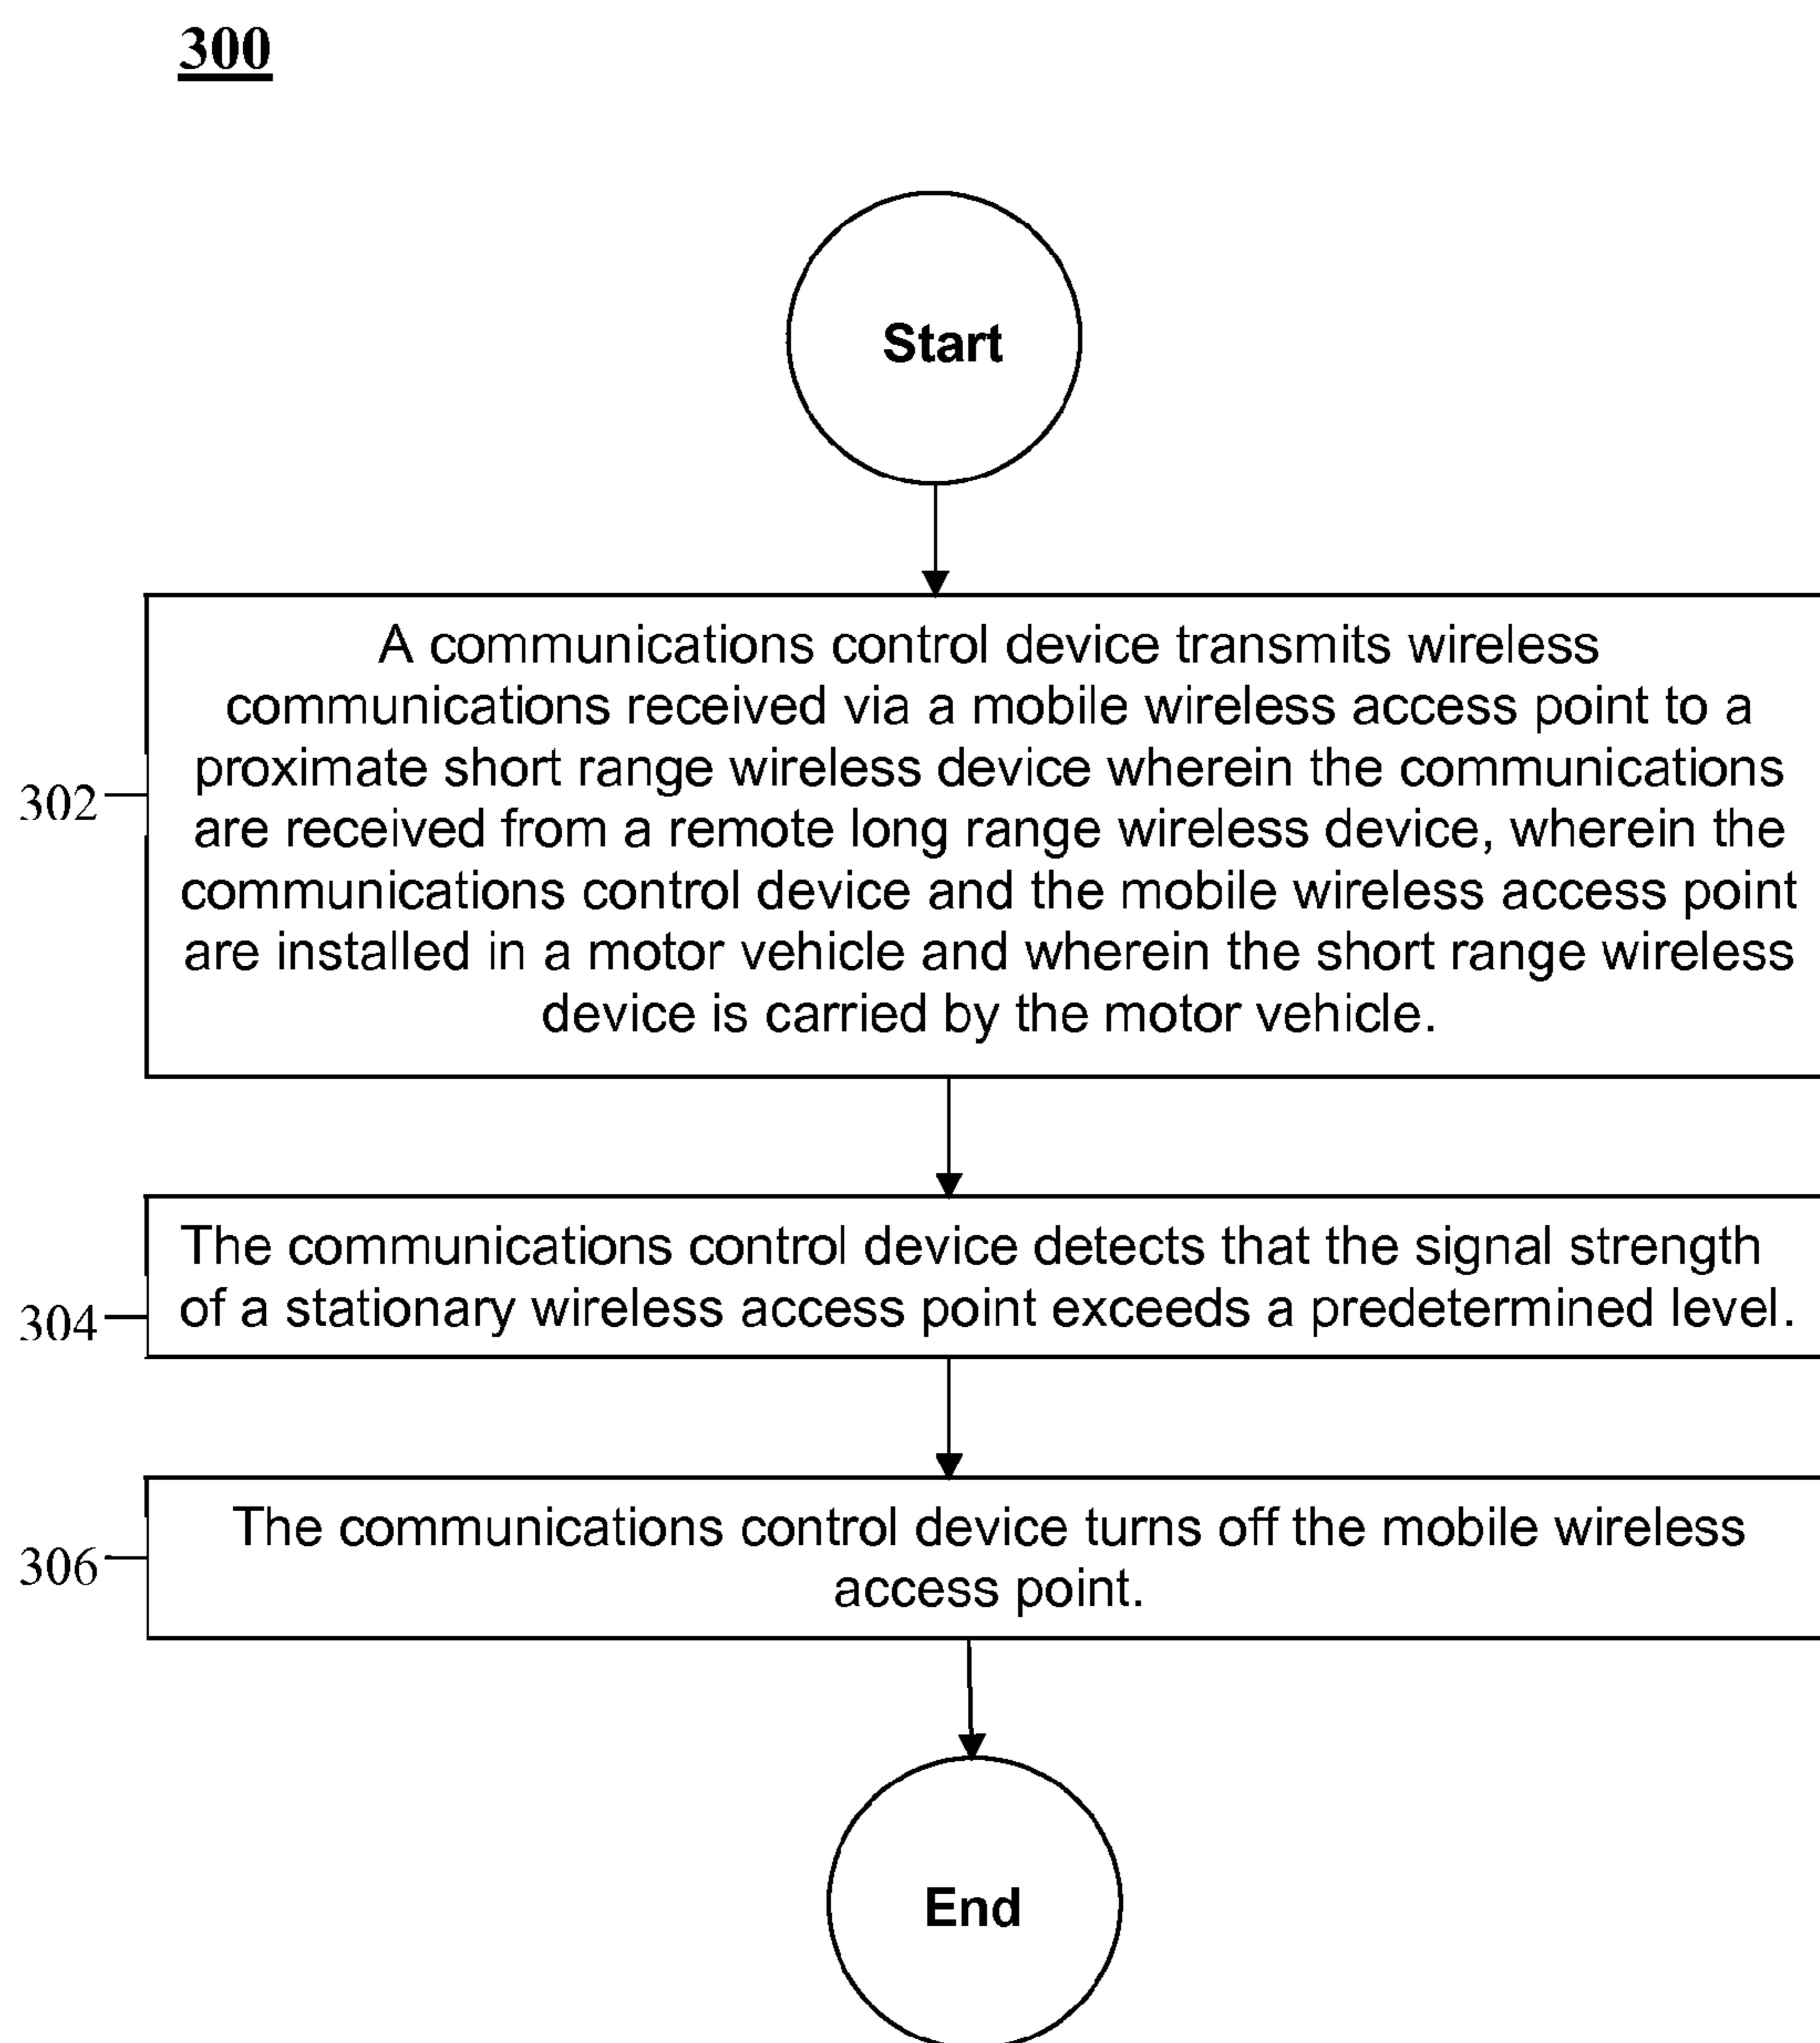 300
Start
A communications control device transmits wireless
communications received via a mobile wireless access point to a
proximate short range wireless device wherein the communications
are received from a remote long range wireless device, wherein the
302
communications control device and the mobile wireless access point
are installed in a motor vehicle and wherein the short range wireless
device is carried by the motor vehicle.
The communications control device detects that the signal strength
of a stationary wireless access point exceeds a predetermined level.
304
The communications control device turns off the mobile wireless
access point.
306
End